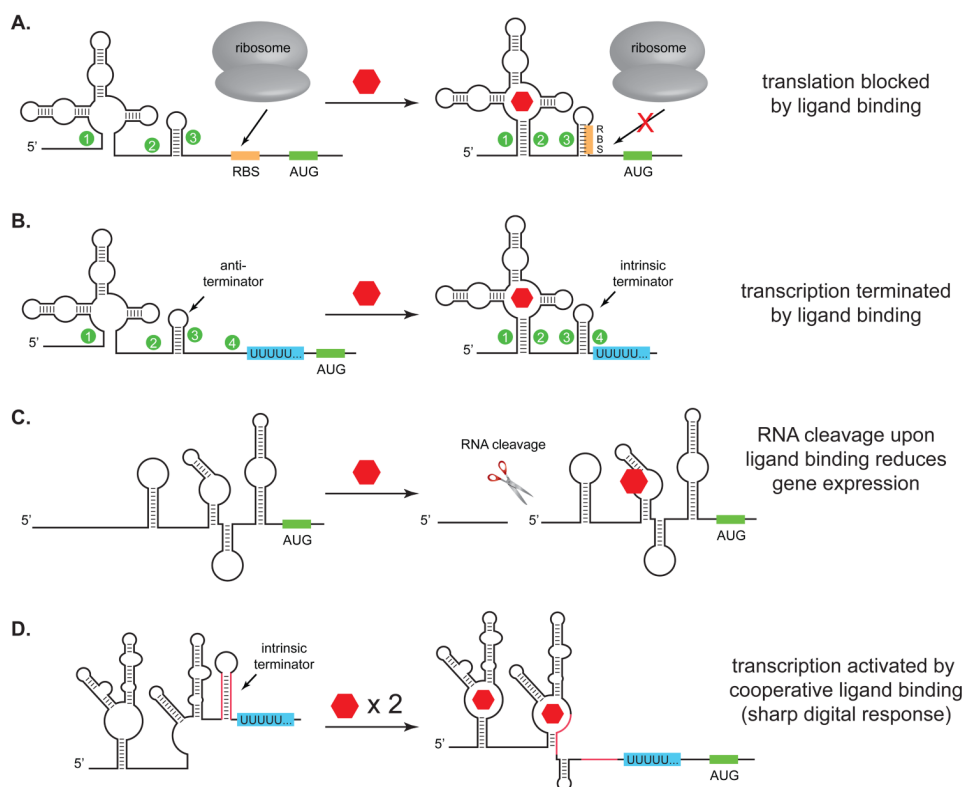 A.
ribosome
1
2
3
5’
RBS
AUG
ribosome
1
2
3
R
B
S
X
5’
AUG
translation blocked
by ligand binding
B.
anti-
terminator
1
2
3
4
5’
UUUUU...
AUG
intrinsic
terminator
1
2
3
4
5’
UUUUU...
transcription terminated
by ligand binding
C.
5’
AUG
RNA cleavage
5’
AUG
RNA cleavage upon
ligand binding reduces
gene expression
D.
intrinsic
terminator
UUUUU...
5’
x 2
5’
UUUUU...
AUG
transcription activated by
cooperative ligand binding
(sharp digital response)